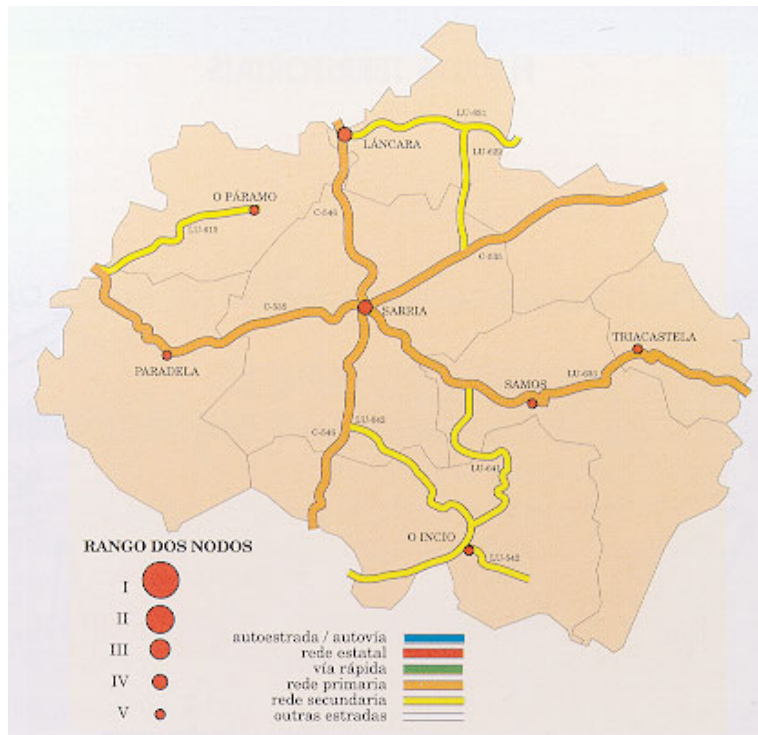 LU-621
LÁNCARA
LU-622
O PÁRAMO
C-546
LU-613
C-535
C-535
SARRIA
TRIACASTELA
PARADELA
LU-633
SAMOS
C-546
LU-642
LU-641
O INCIO
LU-542
RANGO DOS NODOS
I
II
III
IV
V
autoestrada / autovía
rede estatal
vía rápida
rede primaria
rede secundaria
outras estradas